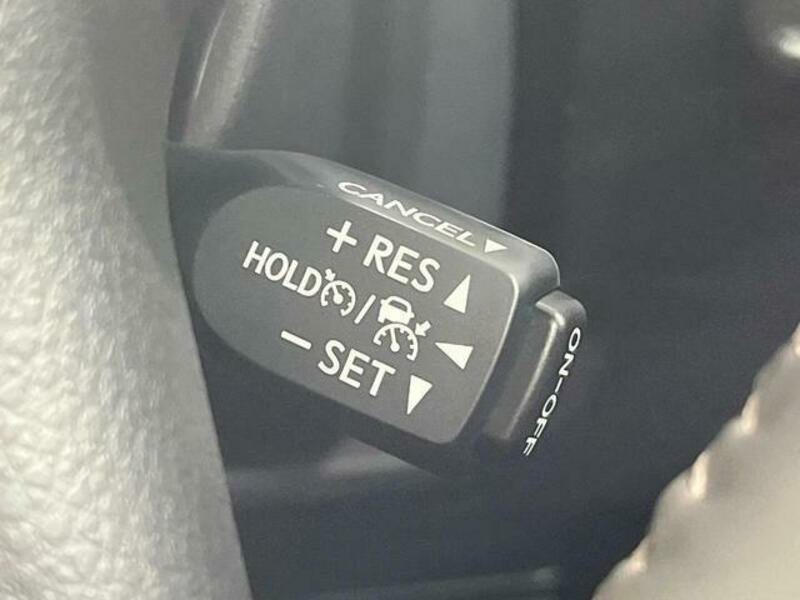 CANCEL▼
+ RES ▲
HOLD / ◀
− SET ▼
ON-OFF